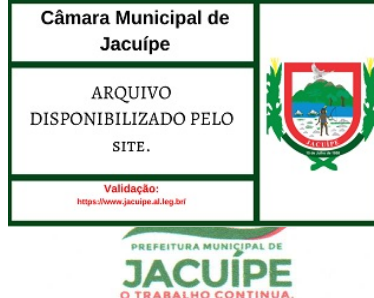 Câmara Municipal de
Jacuípe
ARQUIVO
DISPONIBILIZADO PELO
SITE.
Validação:
https://www.jacuipe.al.leg.br/
JACUÍPE
PREFEITURA MUNICIPAL DE
JACUÍPE
O TRABALHO CONTINUA.